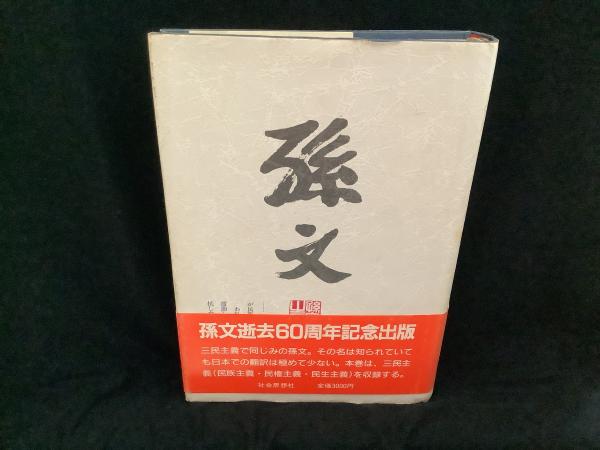 孫
文
孫文逝去60周年記念出版
三民主義で同じみの孫文。その名は知られていて
も日本での翻訳は極めて少ない。本巻は、三民主
義(民族主義・民権主義・民生主義)を収録する。
社会思想社 定価3000円